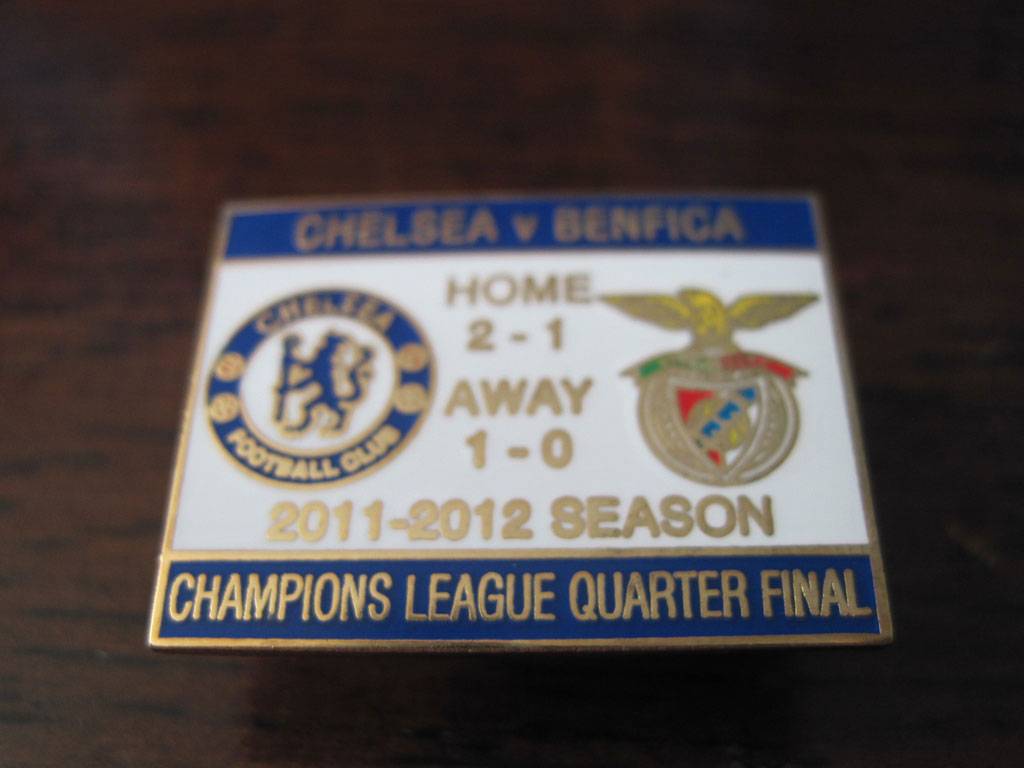 CHELSEA v BENFICA
HOME
2 - 1
AWAY
1 - 0
CHELSEA
FOOTBALL CLUB
2011-2012 SEASON
CHAMPIONS LEAGUE QUARTER FINAL